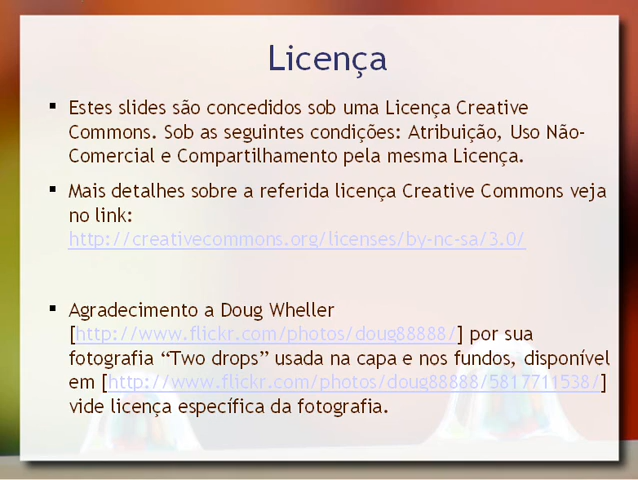 Licença
▪ Estes slides são concedidos sob uma Licença Creative
Commons. Sob as seguintes condições: Atribuição, Uso Não-
Comercial e Compartilhamento pela mesma Licença.
▪ Mais detalhes sobre a referida licença Creative Commons veja
no link:
http://creativecommons.org/licenses/by-nc-sa/3.0/
▪ Agradecimento a Doug Wheller
[http://www.flickr.com/photos/doug88888/] por sua
fotografia “Two drops” usada na capa e nos fundos, disponível
em [http://www.flickr.com/photos/doug88888/5817711538/]
vide licença específica da fotografia.